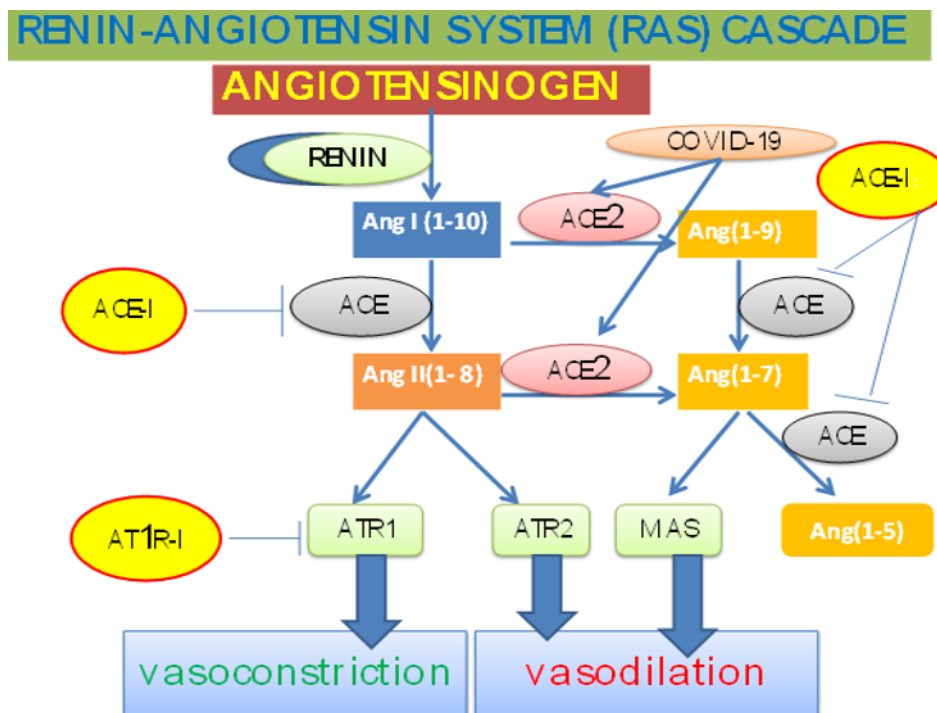 RENIN-ANGIOTENSIN SYSTEM (RAS) CASCADE
ANGIOTENSINOGEN
RENIN
COVID-19
ACE-I:
Ang I (1-10)
ACE2
Ang(1-9)
ACE-I
ACE
ACE
Ang II(1- 8)
ACE2
Ang(1-7)
ACE
AT1R-I
ATR1
ATR2
MAS
Ang(1-5)
vasoconstriction
vasodilation